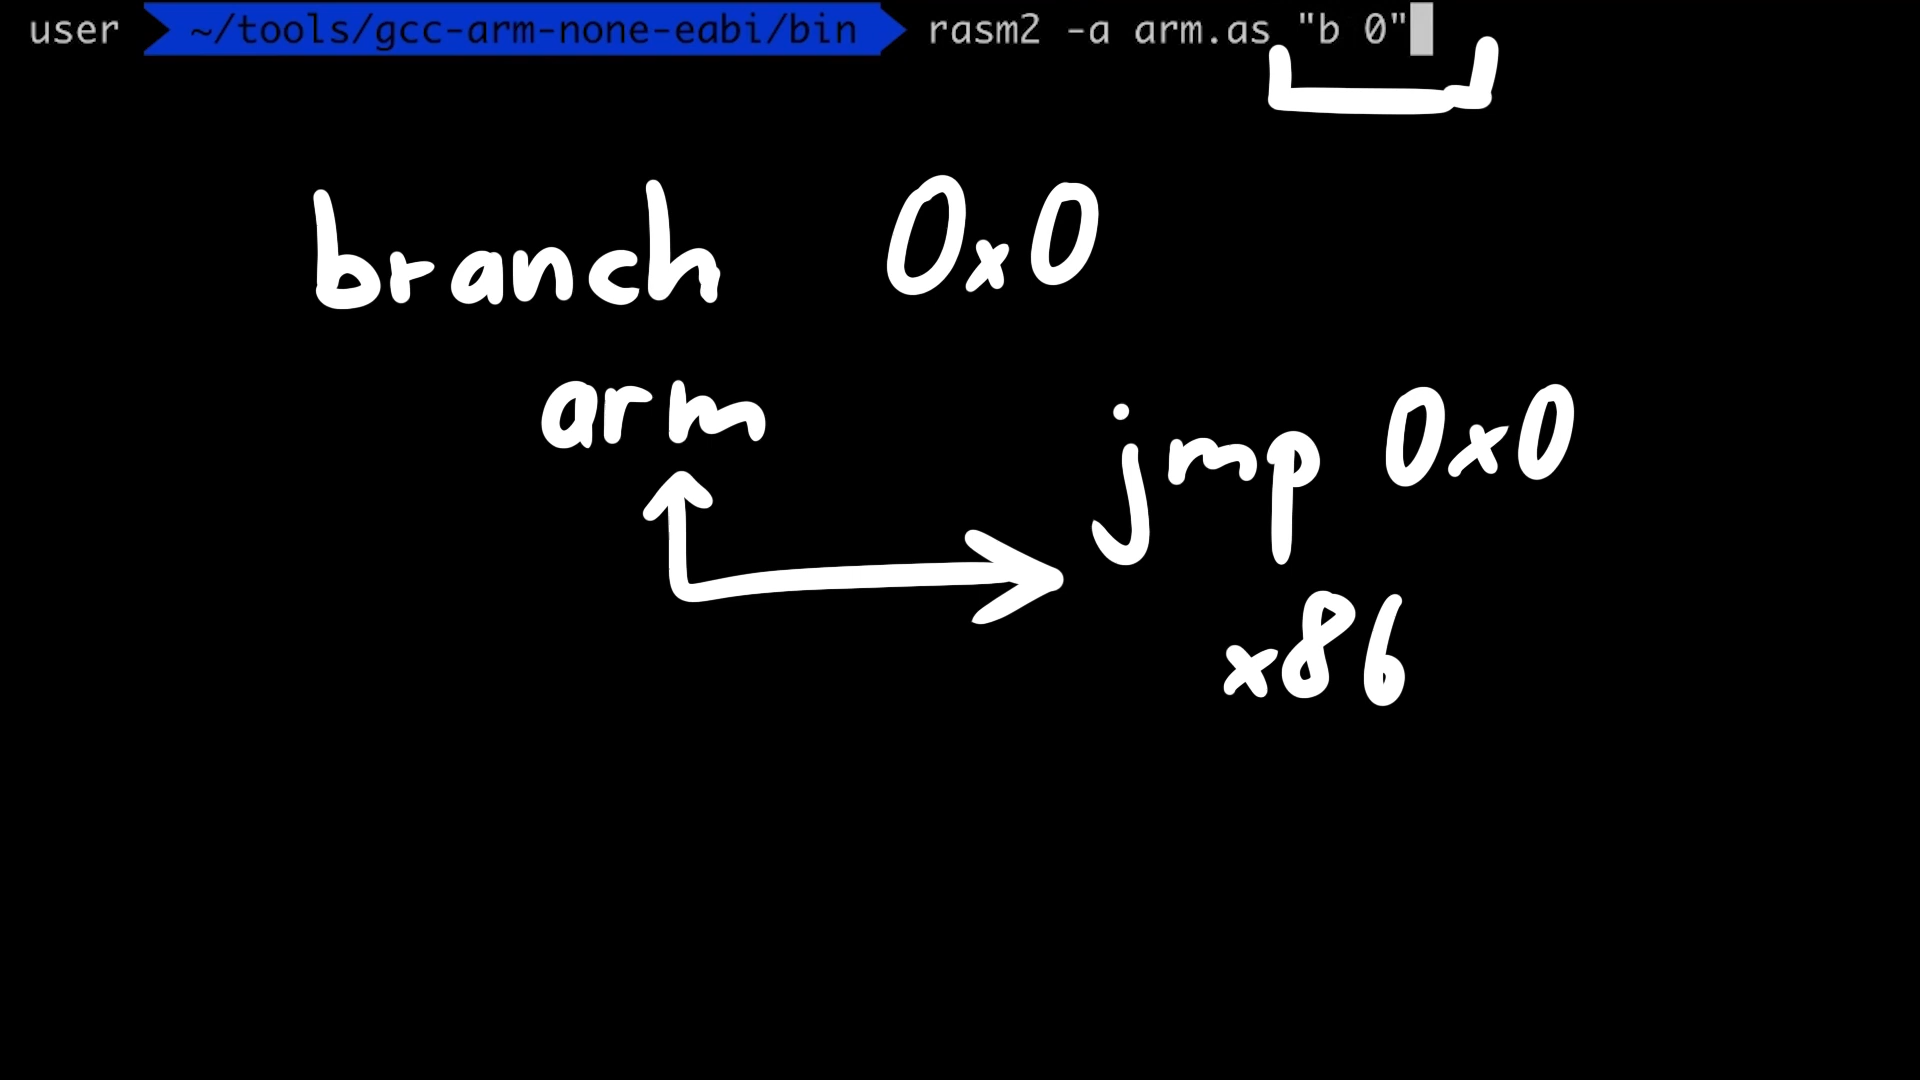 user ~/tools/gcc-arm-none-eabi/bin rasm2 -a arm.as "b 0"
branch 0x0
arm
jmp 0x0
x86